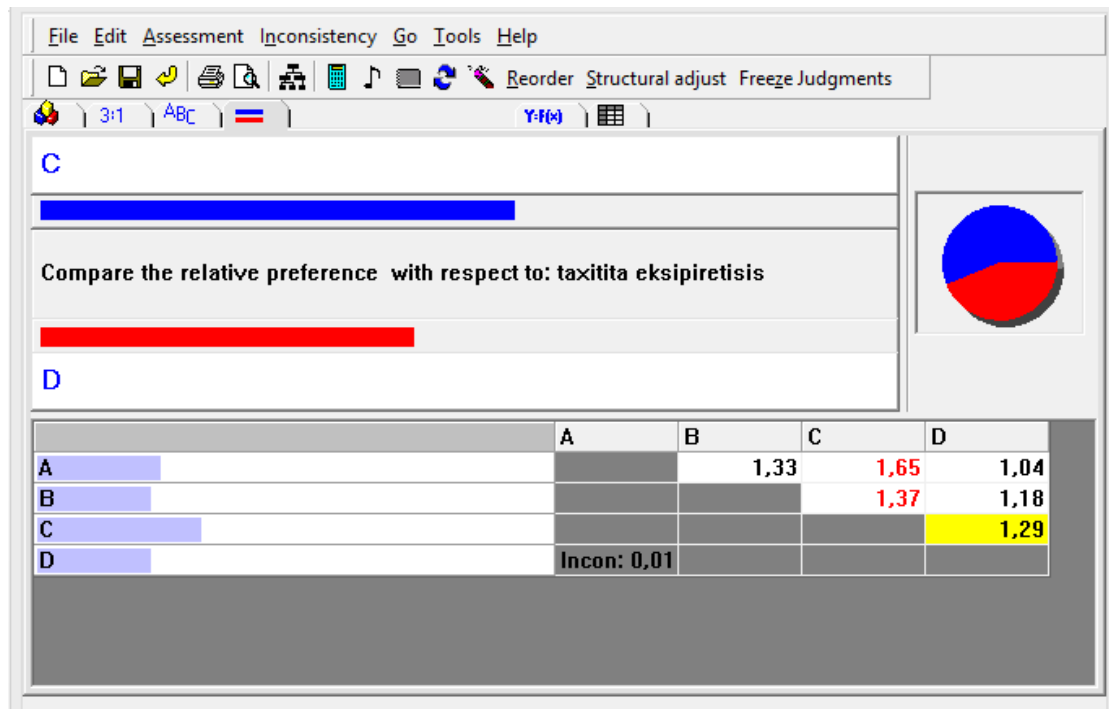 File Edit Assessment Inconsistency Go Tools Help
Reorder Structural adjust Freeze Judgments
3:1 ABC Y=F(x)
C
Compare the relative preference with respect to: taxitita eksipiretisis
D
A B C D
A 1,33 1,65 1,04
B 1,37 1,18
C 1,29
D Incon: 0,01